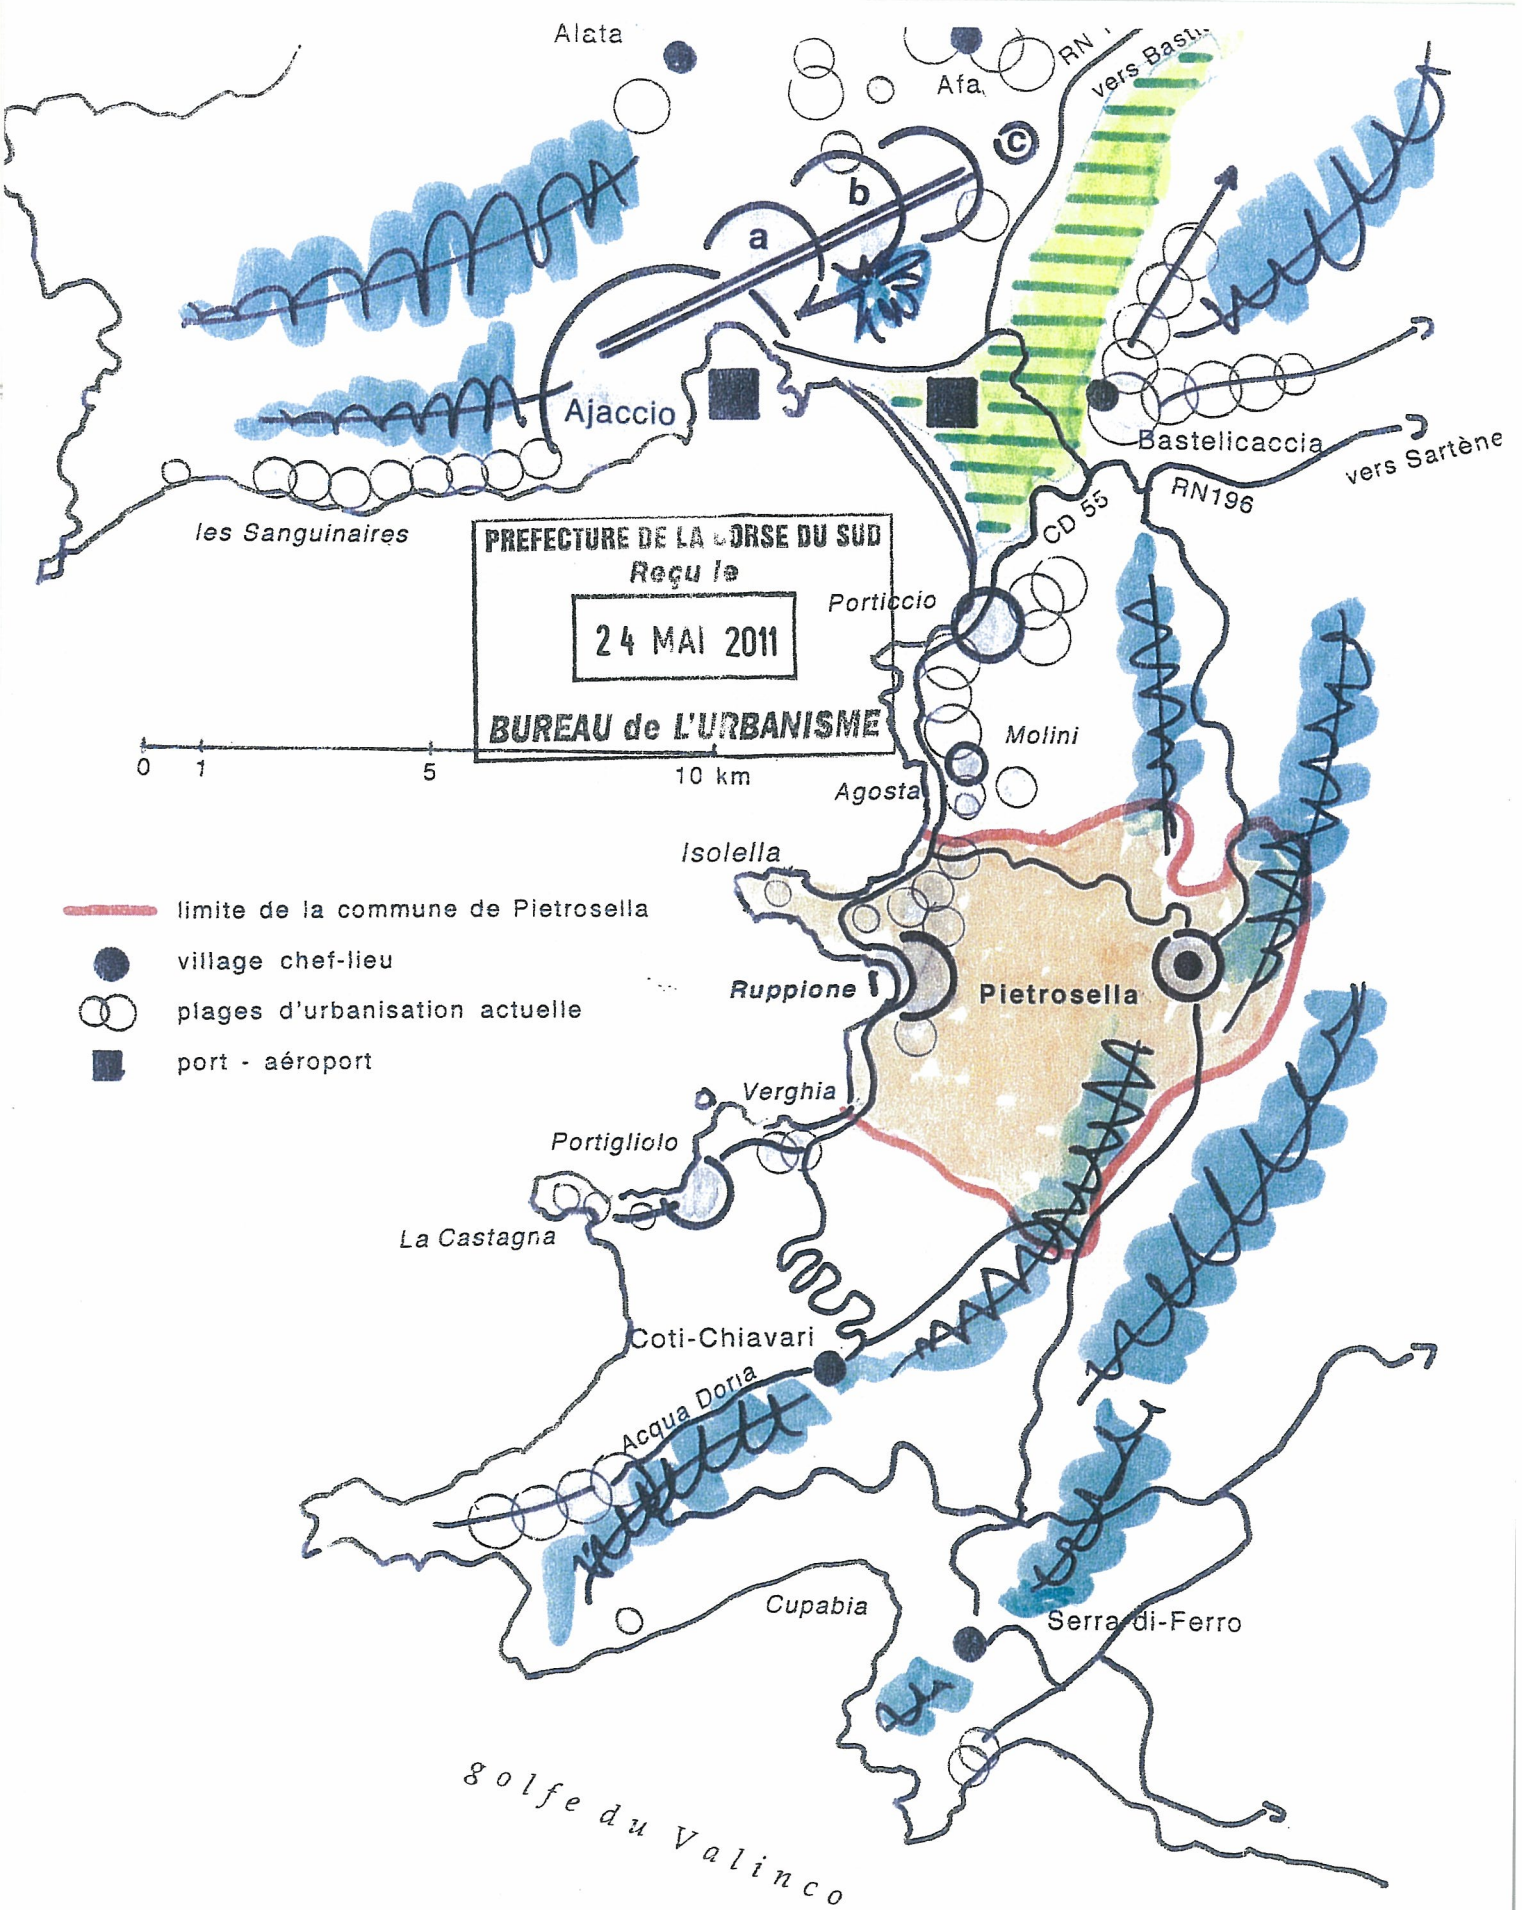 Alata
Afa
RN 1
vers
c
b
a
Ajaccio
Bastelicaccia
vers Sartène
RN196
CD 55
les Sanguinaires
PREFECTURE DE LA CORSE DU SUD
Reçu le
24 MAI 2011
BUREAU de L'URBANISME
Porticcio
Molini
0 1 5 10 km
Agosta
Isolella
limite de la commune de Pietrosella
village chef-lieu
plages d'urbanisation actuelle
port - aéroport
Ruppione
Pietrosella
Verghia
Portigliolo
La Castagna
Coti-Chiavari
Acqua Doria
Cupabia
Serra-di-Ferro
golfe du Valinco